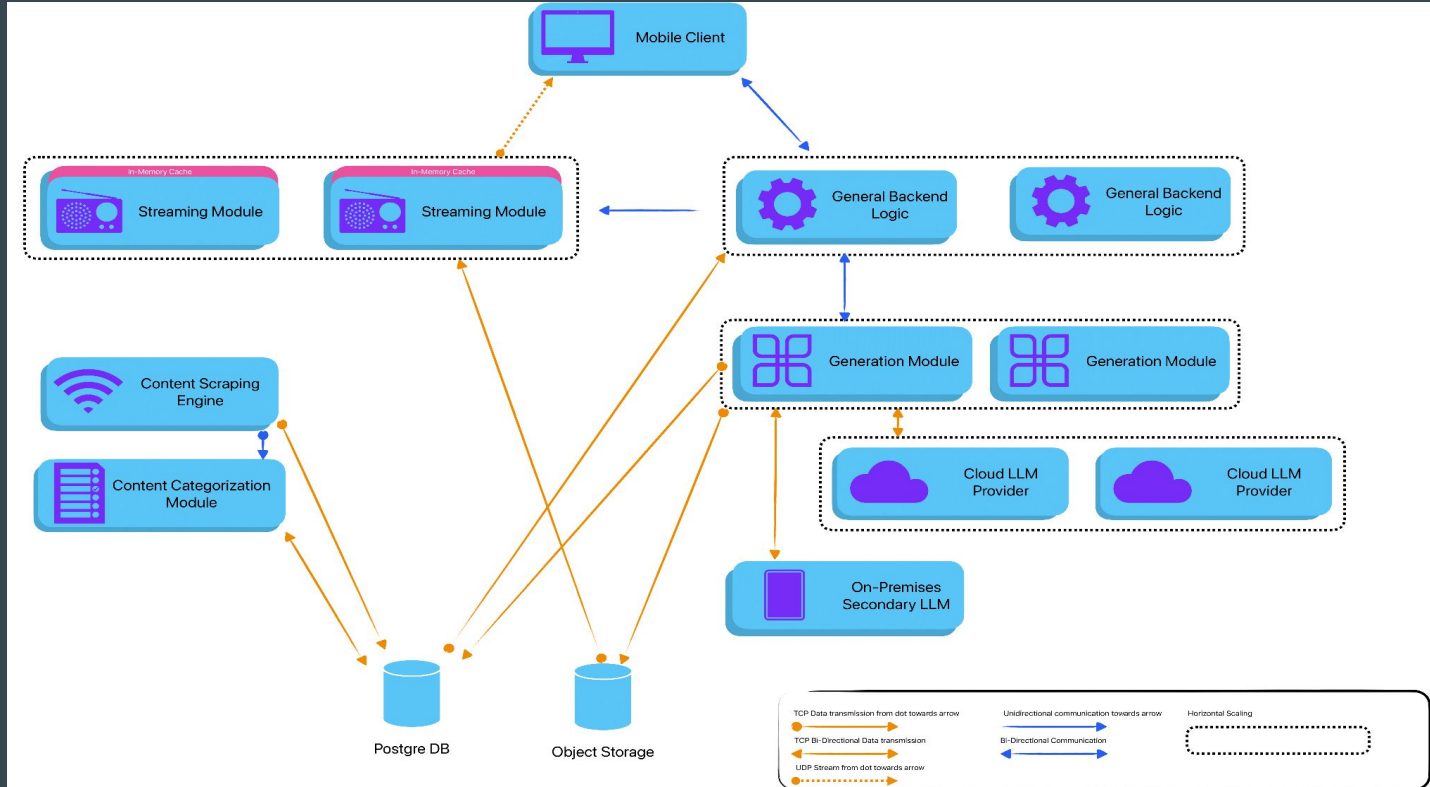 Mobile Client
In-Memory Cache
Streaming Module
In-Memory Cache
Streaming Module
General Backend
Logic
General Backend
Logic
Generation Module
Generation Module
Content Scraping
Engine
Content Categorization
Module
Cloud LLM
Provider
Cloud LLM
Provider
On-Premises
Secondary LLM
Postgre DB
Object Storage
TCP Data transmission from dot towards arrow
TCP Bi-Directional Data transmission
UDP Stream from dot towards arrow
Unidirectional communication towards arrow
Bi-Directional Communication
Horizontal Scaling